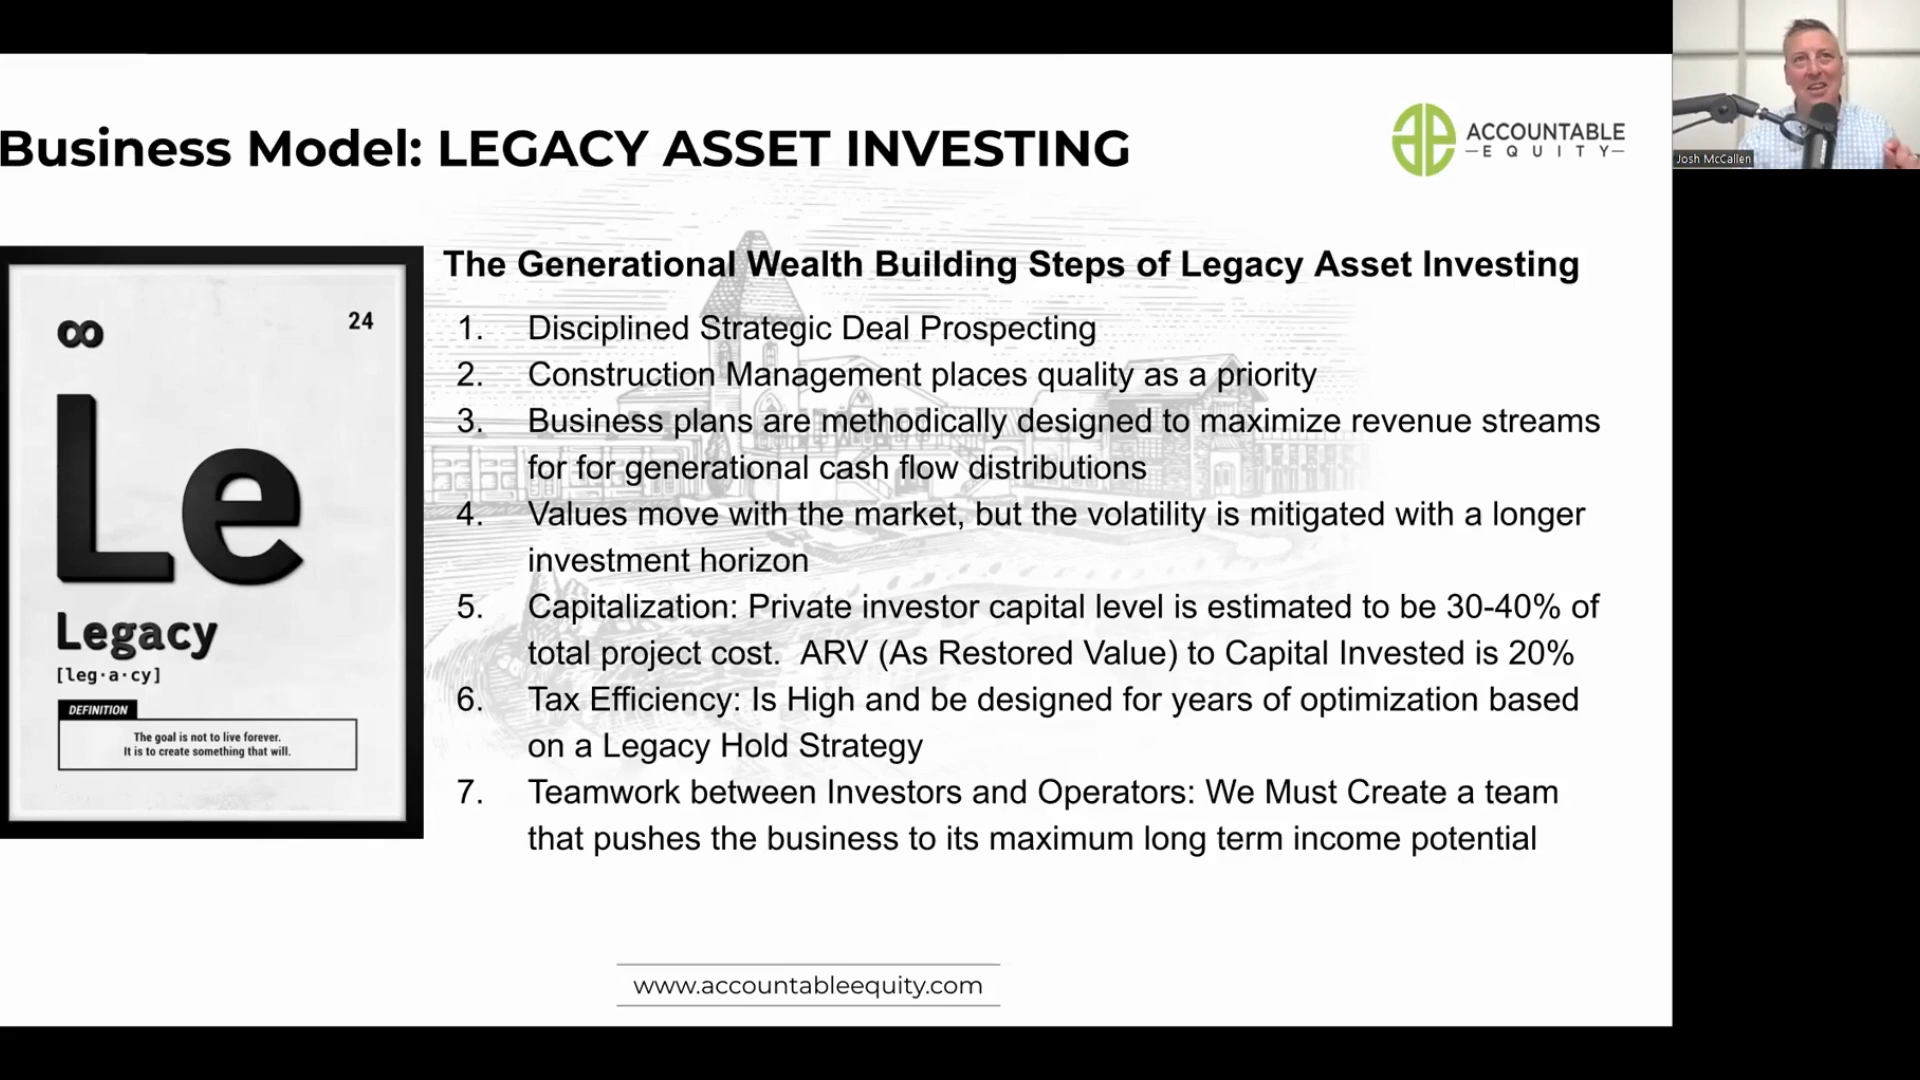 Business Model: LEGACY ASSET INVESTING
ACCOUNTABLE
EQUITY
Josh McCallen
∞
24
Le
Legacy
[leg·a·cy]
DEFINITION
The goal is not to live forever.
It is to create something that will.
The Generational Wealth Building Steps of Legacy Asset Investing
1. Disciplined Strategic Deal Prospecting
2. Construction Management places quality as a priority
3. Business plans are methodically designed to maximize revenue streams
for for generational cash flow distributions
4. Values move with the market, but the volatility is mitigated with a longer
investment horizon
5. Capitalization: Private investor capital level is estimated to be 30-40% of
total project cost.  ARV (As Restored Value) to Capital Invested is 20%
6. Tax Efficiency: Is High and be designed for years of optimization based
on a Legacy Hold Strategy
7. Teamwork between Investors and Operators: We Must Create a team
that pushes the business to its maximum long term income potential
www.accountableequity.com